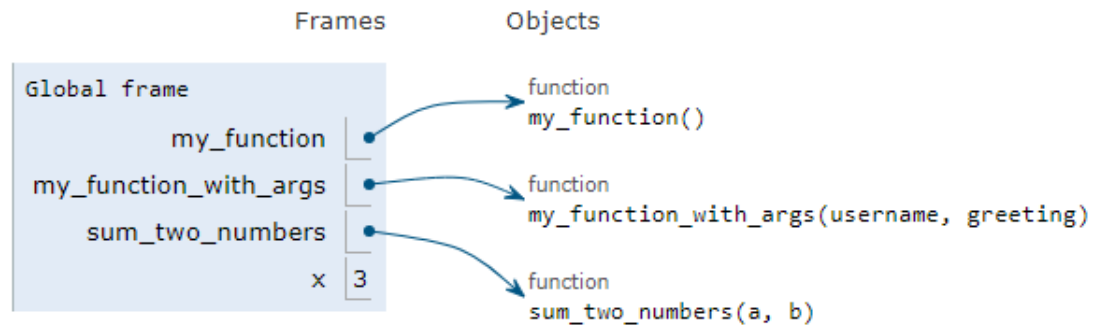 Frames Objects
Global frame
my_function
my_function_with_args
sum_two_numbers
x 3
function
my_function()
function
my_function_with_args(username, greeting)
function
sum_two_numbers(a, b)